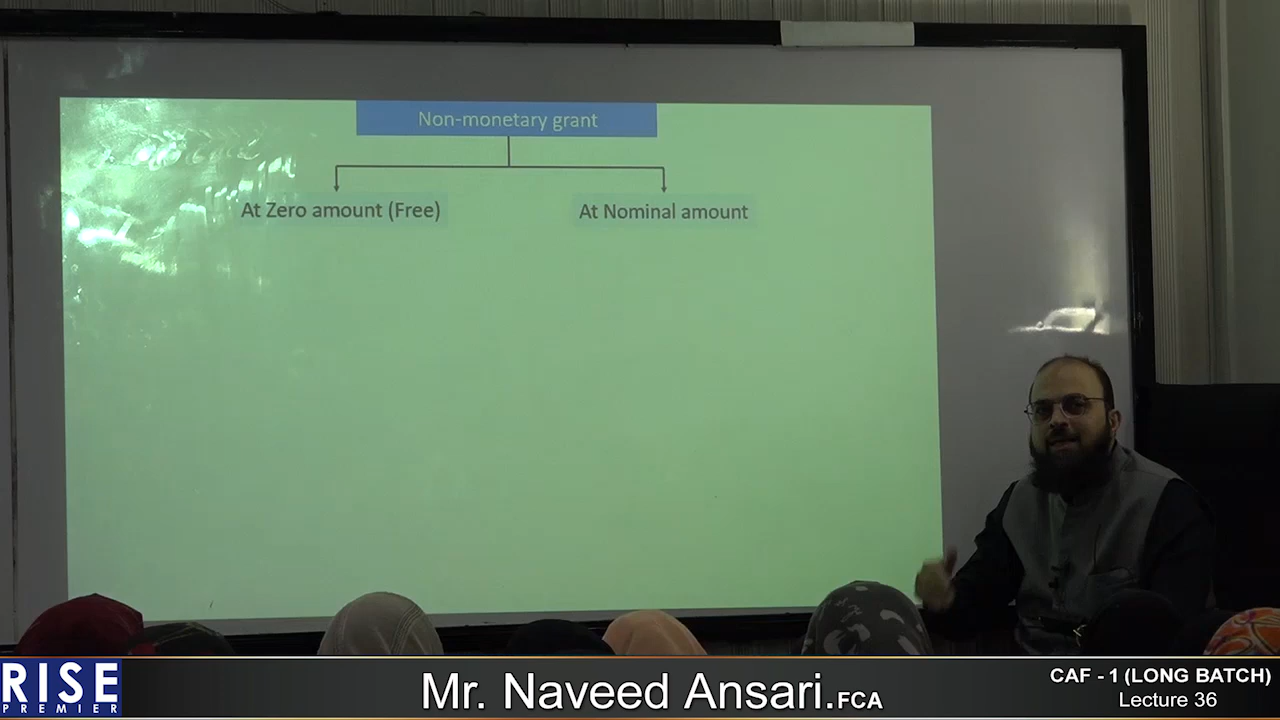 Non-monetary grant
At Zero amount (Free)
At Nominal amount
RISE
PREMIER
Mr. Naveed Ansari.FCA
CAF - 1 (LONG BATCH)
Lecture 36